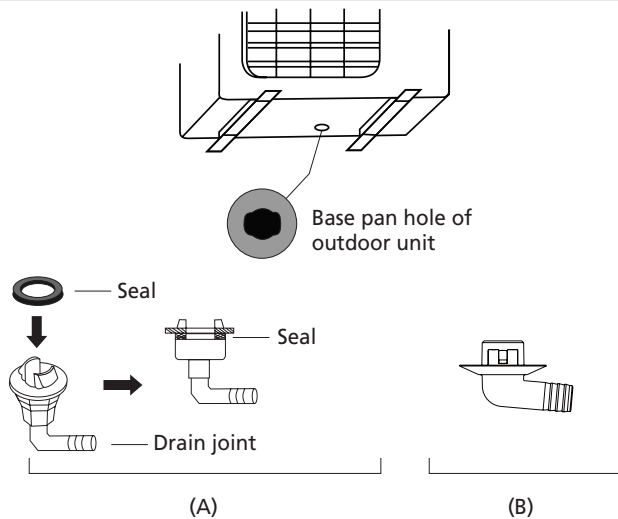 Base pan hole of
outdoor unit
Seal
Seal
Drain joint
(A)
(B)